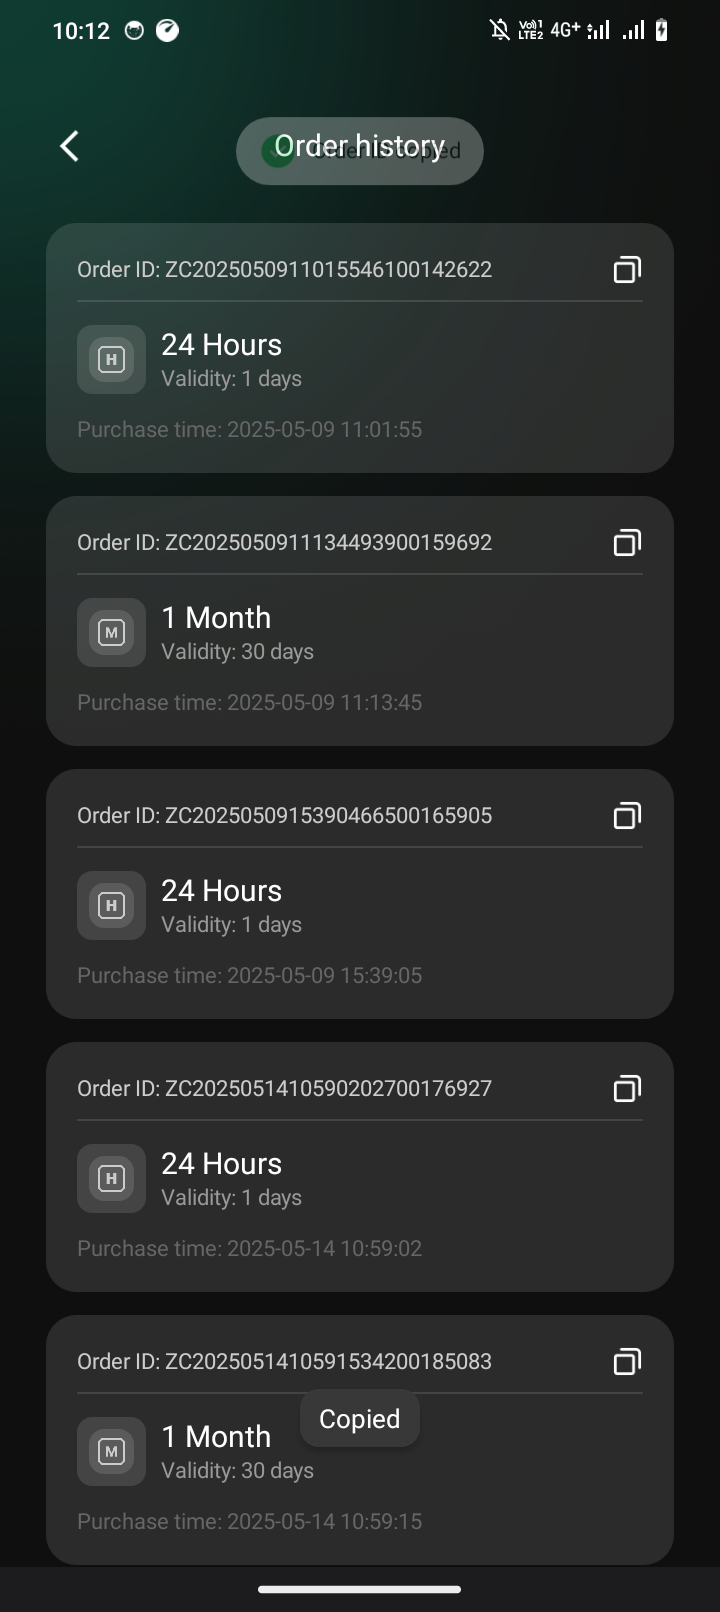 10:12
Vo))1
LTE2
4G+
Order history
Order ID copied
Order ID: ZC2025050911015546100142622
H
24 Hours
Validity: 1 days
Purchase time: 2025-05-09 11:01:55
Order ID: ZC2025050911134493900159692
M
1 Month
Validity: 30 days
Purchase time: 2025-05-09 11:13:45
Order ID: ZC2025050915390466500165905
H
24 Hours
Validity: 1 days
Purchase time: 2025-05-09 15:39:05
Order ID: ZC2025051410590202700176927
H
24 Hours
Validity: 1 days
Purchase time: 2025-05-14 10:59:02
Order ID: ZC2025051410591534200185083
Copied
M
1 Month
Validity: 30 days
Purchase time: 2025-05-14 10:59:15